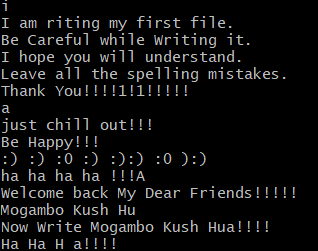 i
I am riting my first file.
Be Careful while Writing it.
I hope you will understand.
Leave all the spelling mistakes.
Thank You!!!!1!1!!!!!
a
just chill out!!!
Be Happy!!!
:) :) :O :) :):) :O ):)
ha ha ha ha !!!A
Welcome back My Dear Friends!!!!!
Mogambo Kush Hu
Now Write Mogambo Kush Hua!!!!
Ha Ha H a!!!!